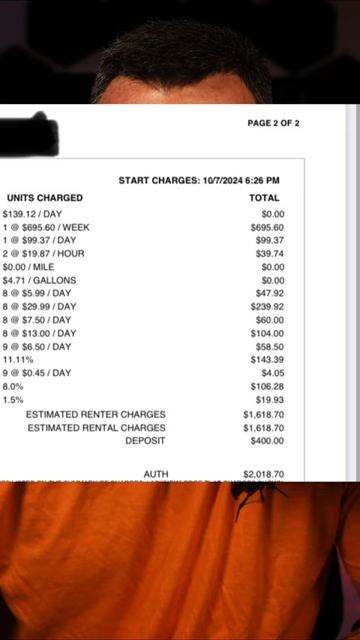 PAGE 2 OF 2
START CHARGES: 10/7/2024 6:26 PM
UNITS CHARGED TOTAL
$139.12 / DAY $0.00
1 @ $695.60 / WEEK $695.60
1 @ $99.37 / DAY $99.37
2 @ $19.87 / HOUR $39.74
$0.00 / MILE $0.00
$4.71 / GALLONS $0.00
8 @ $5.99 / DAY $47.92
8 @ $29.99 / DAY $239.92
8 @ $7.50 / DAY $60.00
8 @ $13.00 / DAY $104.00
9 @ $6.50 / DAY $58.50
11.11% $143.39
9 @ $0.45 / DAY $4.05
8.0% $106.28
1.5% $19.93
ESTIMATED RENTER CHARGES $1,618.70
ESTIMATED RENTAL CHARGES $1,618.70
DEPOSIT $400.00
AUTH $2,018.70